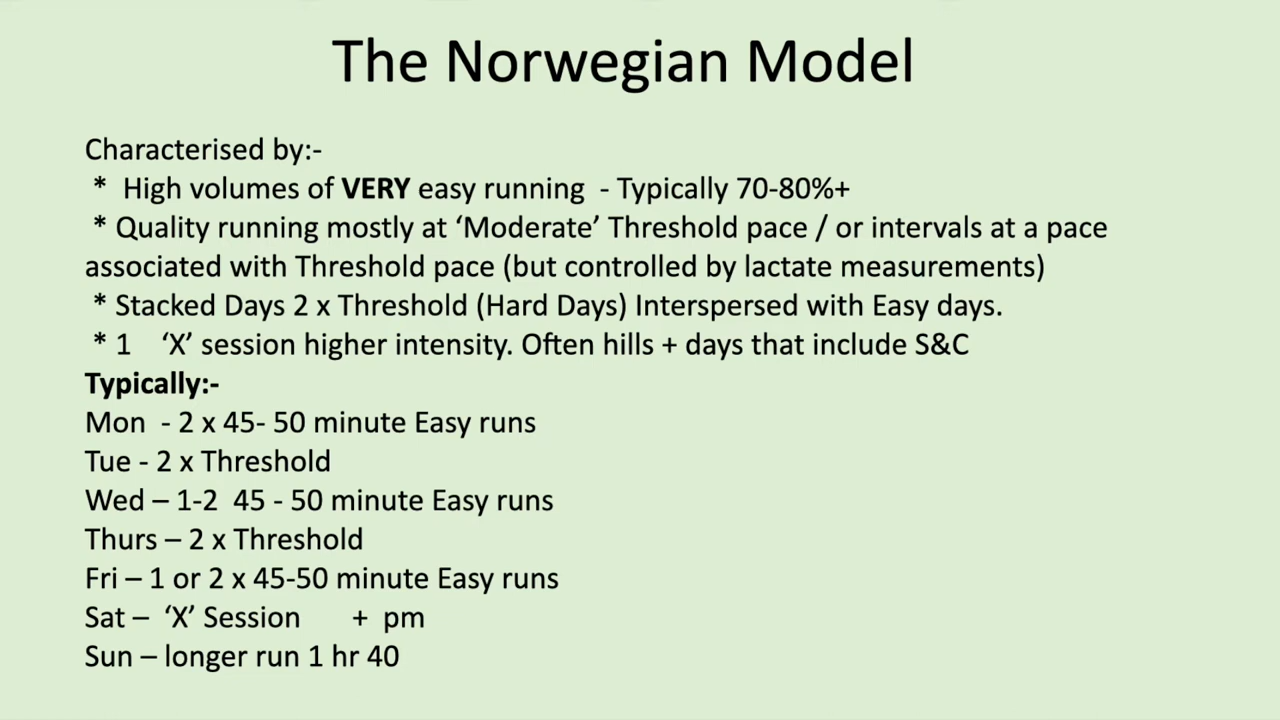 The Norwegian Model
Characterised by:-
* High volumes of VERY easy running - Typically 70-80%+
* Quality running mostly at ‘Moderate’ Threshold pace / or intervals at a pace
associated with Threshold pace (but controlled by lactate measurements)
* Stacked Days 2 x Threshold (Hard Days) Interspersed with Easy days.
* 1 ‘X’ session higher intensity. Often hills + days that include S&C
Typically:-
Mon - 2 x 45- 50 minute Easy runs
Tue - 2 x Threshold
Wed – 1-2 45 - 50 minute Easy runs
Thurs – 2 x Threshold
Fri – 1 or 2 x 45-50 minute Easy runs
Sat – ‘X’ Session + pm
Sun – longer run 1 hr 40